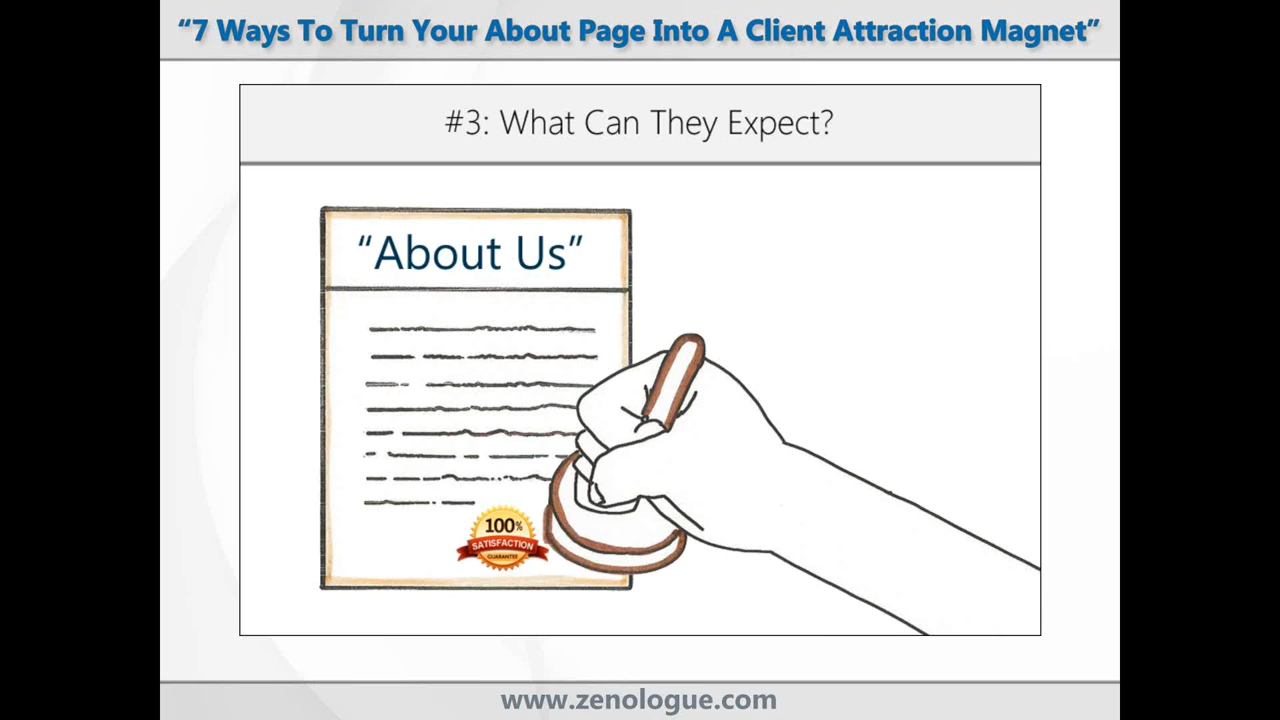 “7 Ways To Turn Your About Page Into A Client Attraction Magnet”
#3: What Can They Expect?
“About Us”
100%
SATISFACTION
GUARANTEE
www.zenologue.com